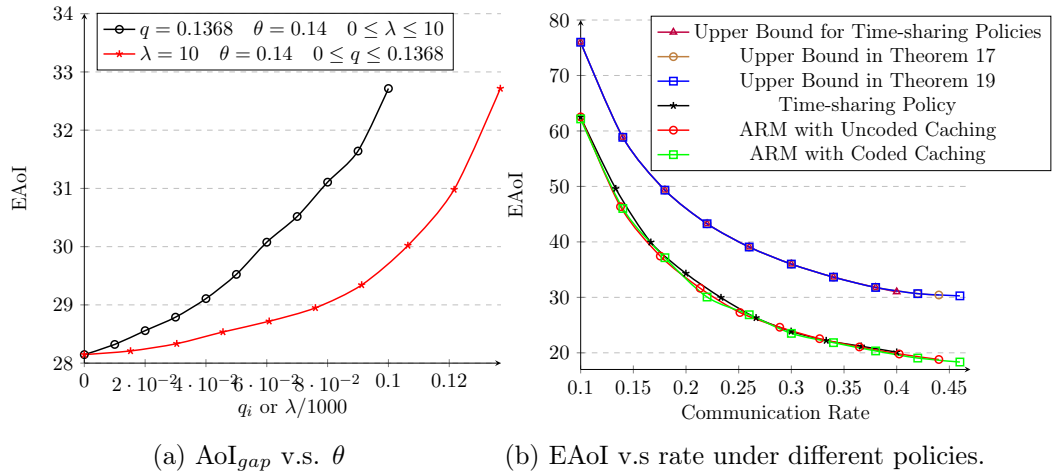 34
33
32
31
30
29
28
EAoI
q = 0.1368 θ = 0.14 0 ≤ λ ≤ 10
λ = 10 θ = 0.14 0 ≤ q ≤ 0.1368
0 2 · 10⁻² 4 · 10⁻² 6 · 10⁻² 8 · 10⁻² 0.1 0.12
q_i or λ/1000
(a) AoI_{gap} v.s. θ
80
70
60
50
40
30
20
EAoI
Upper Bound for Time-sharing Policies
Upper Bound in Theorem 17
Upper Bound in Theorem 19
Time-sharing Policy
ARM with Uncoded Caching
ARM with Coded Caching
0.1 0.15 0.2 0.25 0.3 0.35 0.4 0.45
Communication Rate
(b) EAoI v.s rate under different policies.